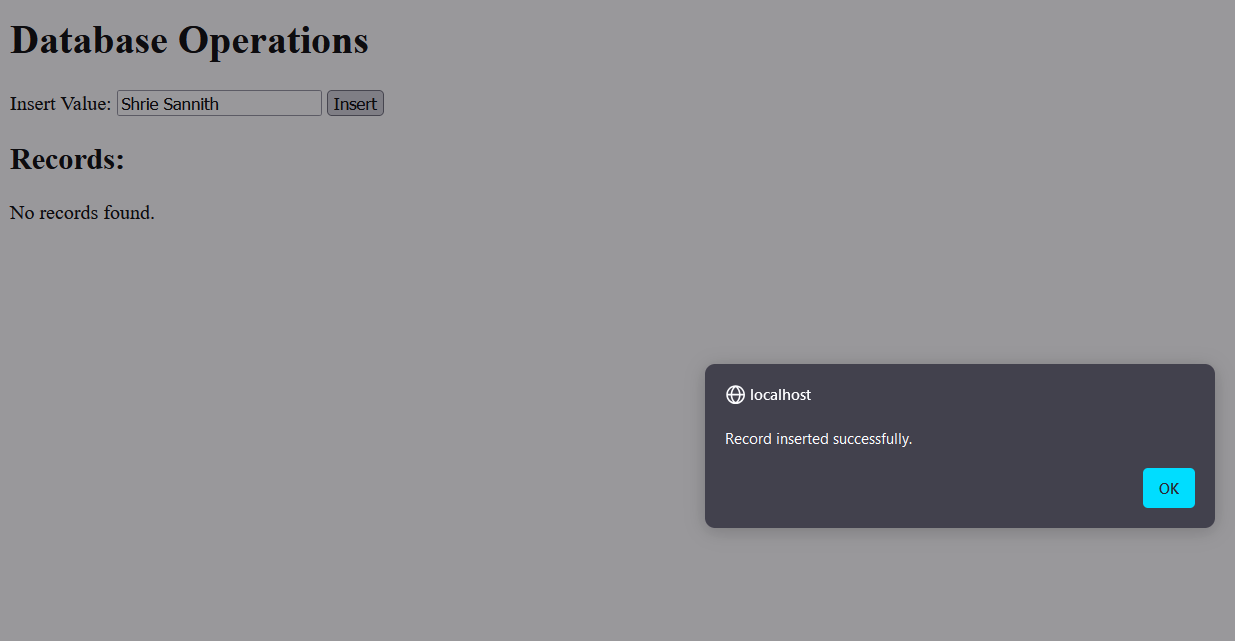 Database Operations
Insert Value: Shrie Sannith Insert
Records:
No records found.
localhost
Record inserted successfully.
OK